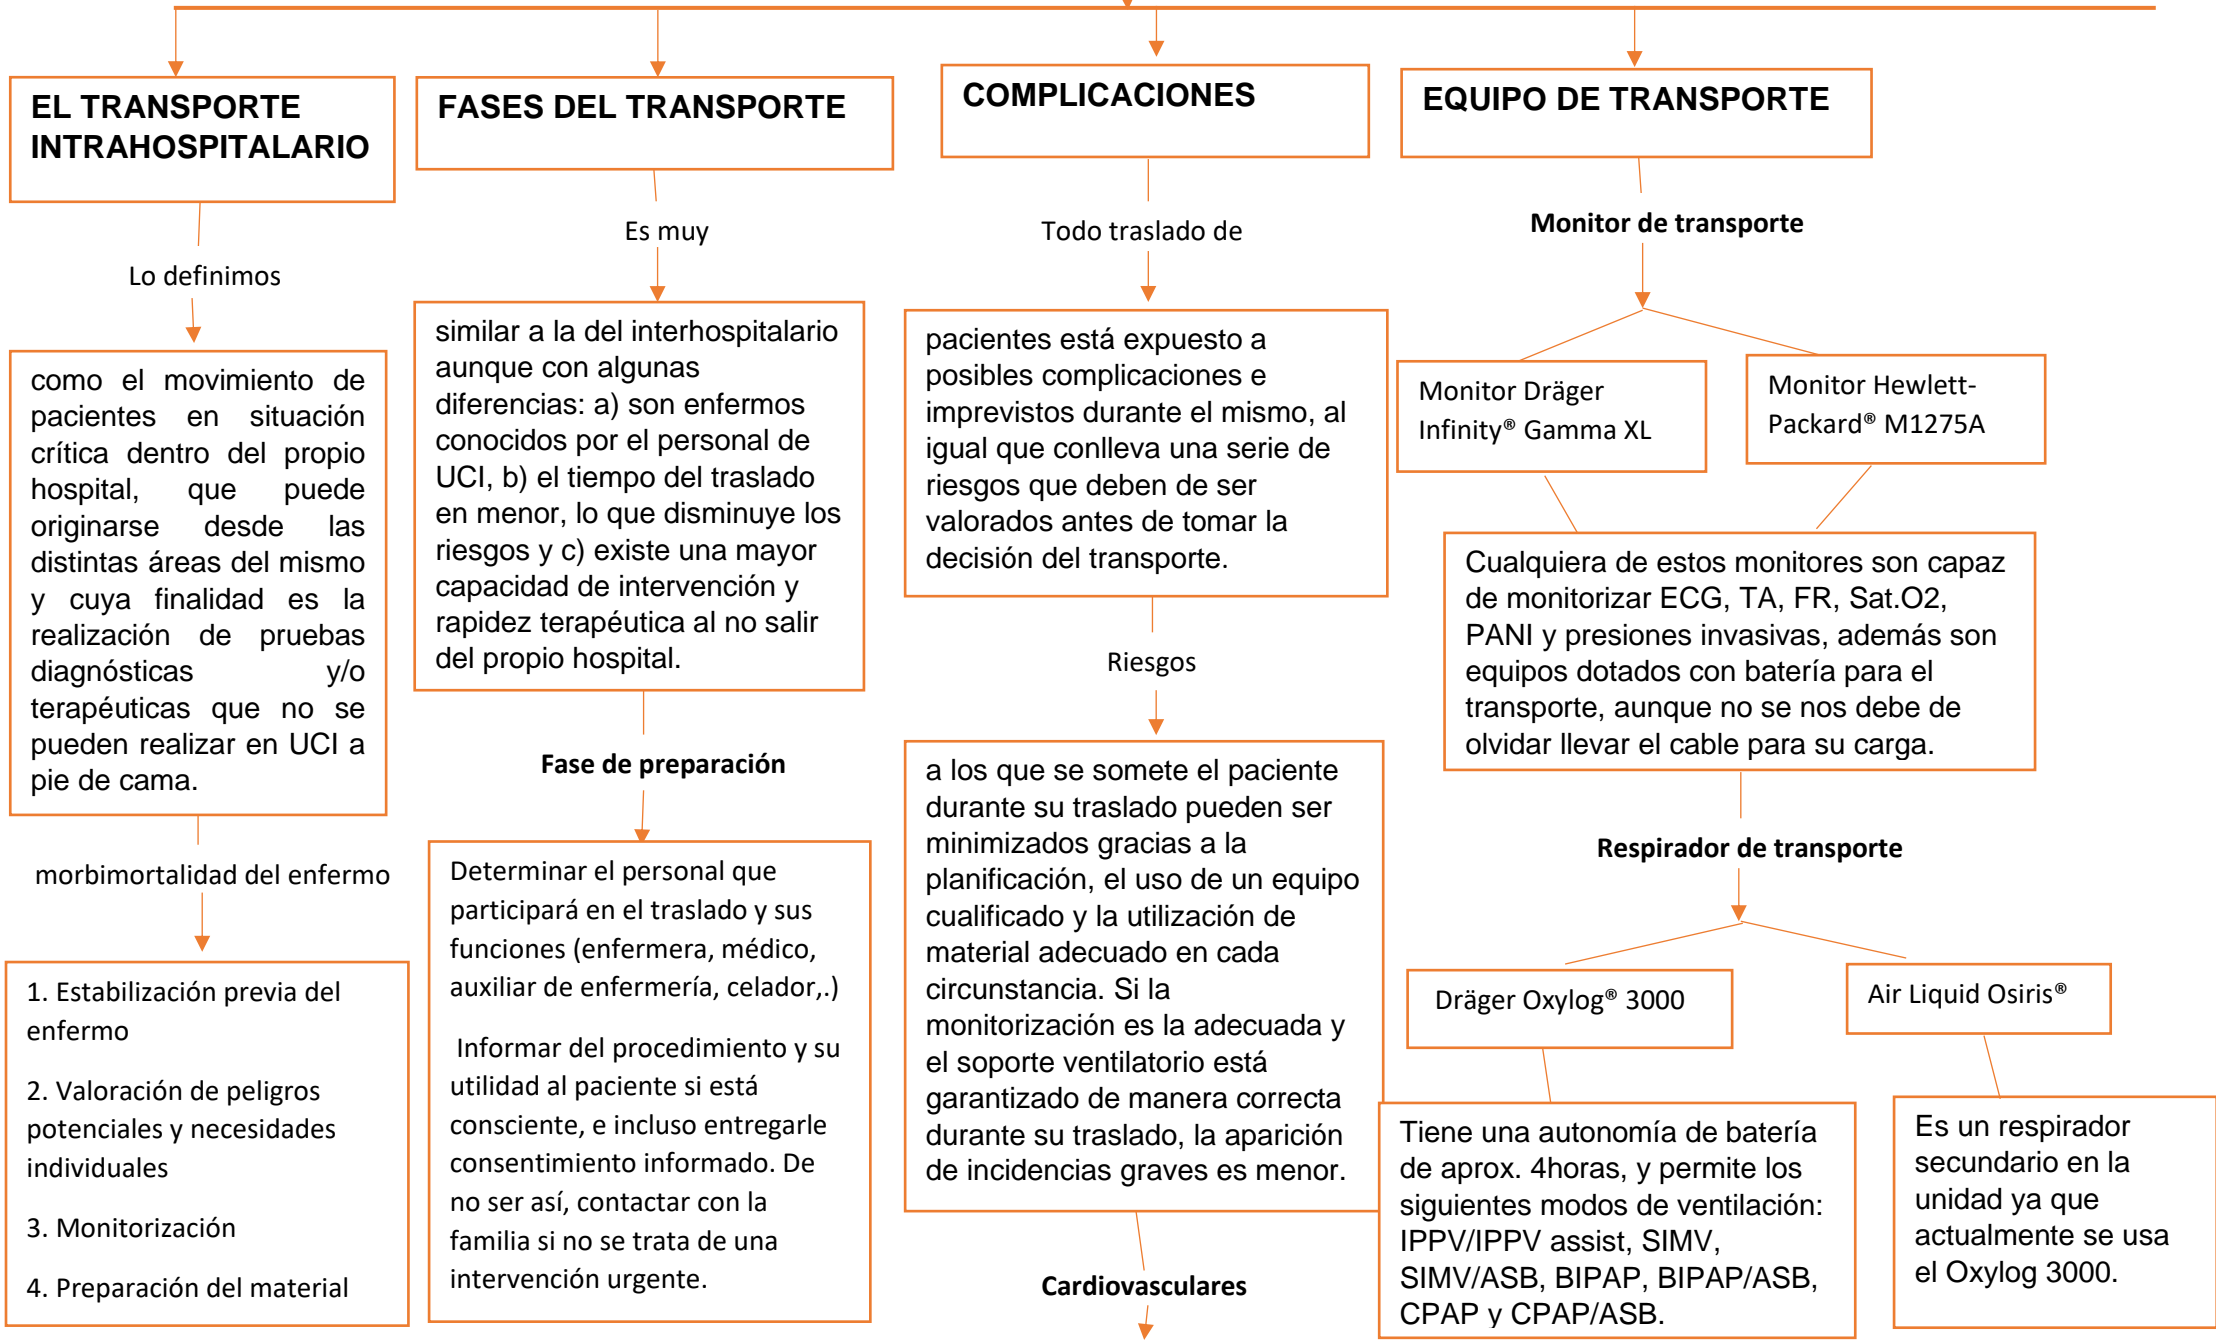 EL TRANSPORTE
INTRAHOSPITALARIO
Lo definimos
como el movimiento de
pacientes en situación
crítica dentro del propio
hospital, que puede
originarse desde las
distintas áreas del mismo
y cuya finalidad es la
realización de pruebas
diagnósticas y/o
terapéuticas que no se
pueden realizar en UCI a
pie de cama.
morbimortalidad del enfermo
1. Estabilización previa del
enfermo
2. Valoración de peligros
potenciales y necesidades
individuales
3. Monitorización
4. Preparación del material
FASES DEL TRANSPORTE
Es muy
similar a la del interhospitalario
aunque con algunas
diferencias: a) son enfermos
conocidos por el personal de
UCI, b) el tiempo del traslado
en menor, lo que disminuye los
riesgos y c) existe una mayor
capacidad de intervención y
rapidez terapéutica al no salir
del propio hospital.
Fase de preparación
Determinar el personal que
participará en el traslado y sus
funciones (enfermera, médico,
auxiliar de enfermería, celador,.)
Informar del procedimiento y su
utilidad al paciente si está
consciente, e incluso entregarle
consentimiento informado. De
no ser así, contactar con la
familia si no se trata de una
intervención urgente.
COMPLICACIONES
Todo traslado de
pacientes está expuesto a
posibles complicaciones e
imprevistos durante el mismo, al
igual que conlleva una serie de
riesgos que deben de ser
valorados antes de tomar la
decisión del transporte.
Riesgos
a los que se somete el paciente
durante su traslado pueden ser
minimizados gracias a la
planificación, el uso de un equipo
cualificado y la utilización de
material adecuado en cada
circunstancia. Si la
monitorización es la adecuada y
el soporte ventilatorio está
garantizado de manera correcta
durante su traslado, la aparición
de incidencias graves es menor.
Cardiovasculares
EQUIPO DE TRANSPORTE
Monitor de transporte
Monitor Dräger
Infinity® Gamma XL
Monitor Hewlett-
Packard® M1275A
Cualquiera de estos monitores son capaz
de monitorizar ECG, TA, FR, Sat.O2,
PANI y presiones invasivas, además son
equipos dotados con batería para el
transporte, aunque no se nos debe de
olvidar llevar el cable para su carga.
Respirador de transporte
Dräger Oxylog® 3000
Air Liquid Osiris®
Tiene una autonomía de batería
de aprox. 4horas, y permite los
siguientes modos de ventilación:
IPPV/IPPV assist, SIMV,
SIMV/ASB, BIPAP, BIPAP/ASB,
CPAP y CPAP/ASB.
Es un respirador
secundario en la
unidad ya que
actualmente se usa
el Oxylog 3000.